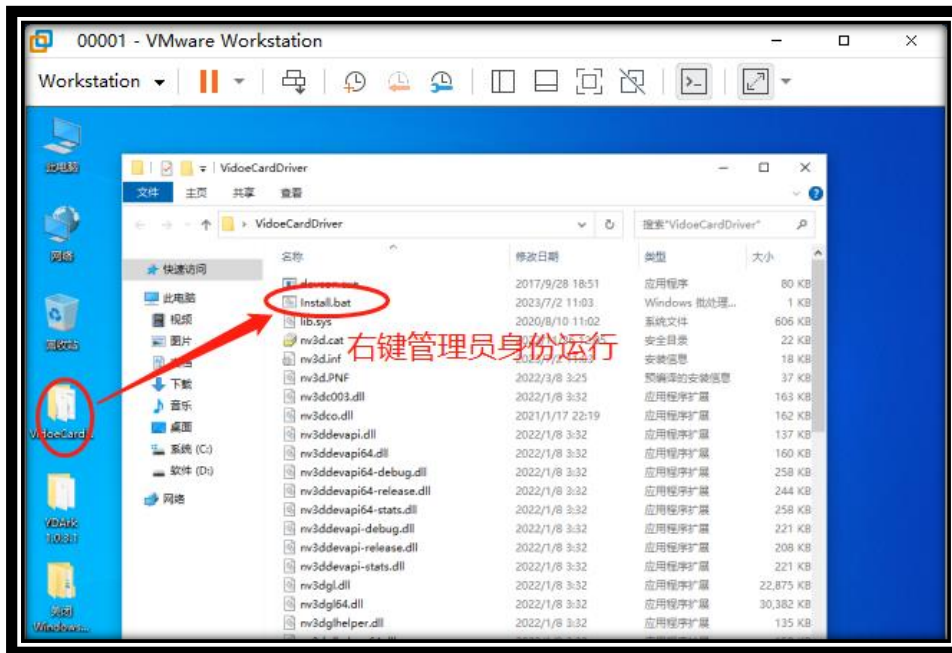 00001 - VMware Workstation
Workstation
此电脑
网络
回收站
VidoeCard...
VDArk
1.0.3.1
关闭
Windows...
VidoeCardDriver
文件 主页 共享 查看
VidoeCardDriver
搜索"VidoeCardDriver"
快速访问
此电脑
视频
图片
下载
音乐
桌面
系统 (C:)
软件 (D:)
网络
名称 修改日期 类型 大小
2017/9/28 18:51 应用程序 80 KB
Install.bat 2023/7/2 11:03 Windows 批处理... 1 KB
lib.sys 2020/8/10 11:02 系统文件 606 KB
nv3d.cat 安全目录 22 KB
右键管理员身份运行
nv3d.inf 安装信息 18 KB
nv3d.PNF 2022/3/8 3:25 预编译的安装信息 37 KB
nv3dc003.dll 2022/1/8 3:32 应用程序扩展 163 KB
nv3dco.dll 2021/1/17 22:19 应用程序扩展 162 KB
nv3ddevapi.dll 2022/1/8 3:32 应用程序扩展 137 KB
nv3ddevapi64.dll 2022/1/8 3:32 应用程序扩展 160 KB
nv3ddevapi64-debug.dll 2022/1/8 3:32 应用程序扩展 258 KB
nv3ddevapi64-release.dll 2022/1/8 3:32 应用程序扩展 244 KB
nv3ddevapi64-stats.dll 2022/1/8 3:32 应用程序扩展 258 KB
nv3ddevapi-debug.dll 2022/1/8 3:32 应用程序扩展 221 KB
nv3ddevapi-release.dll 2022/1/8 3:32 应用程序扩展 208 KB
nv3ddevapi-stats.dll 2022/1/8 3:32 应用程序扩展 221 KB
nv3dgl.dll 2022/1/8 3:32 应用程序扩展 22,875 KB
nv3dgl64.dll 2022/1/8 3:32 应用程序扩展 30,382 KB
nv3dglhelper.dll 2022/1/8 3:32 应用程序扩展 135 KB